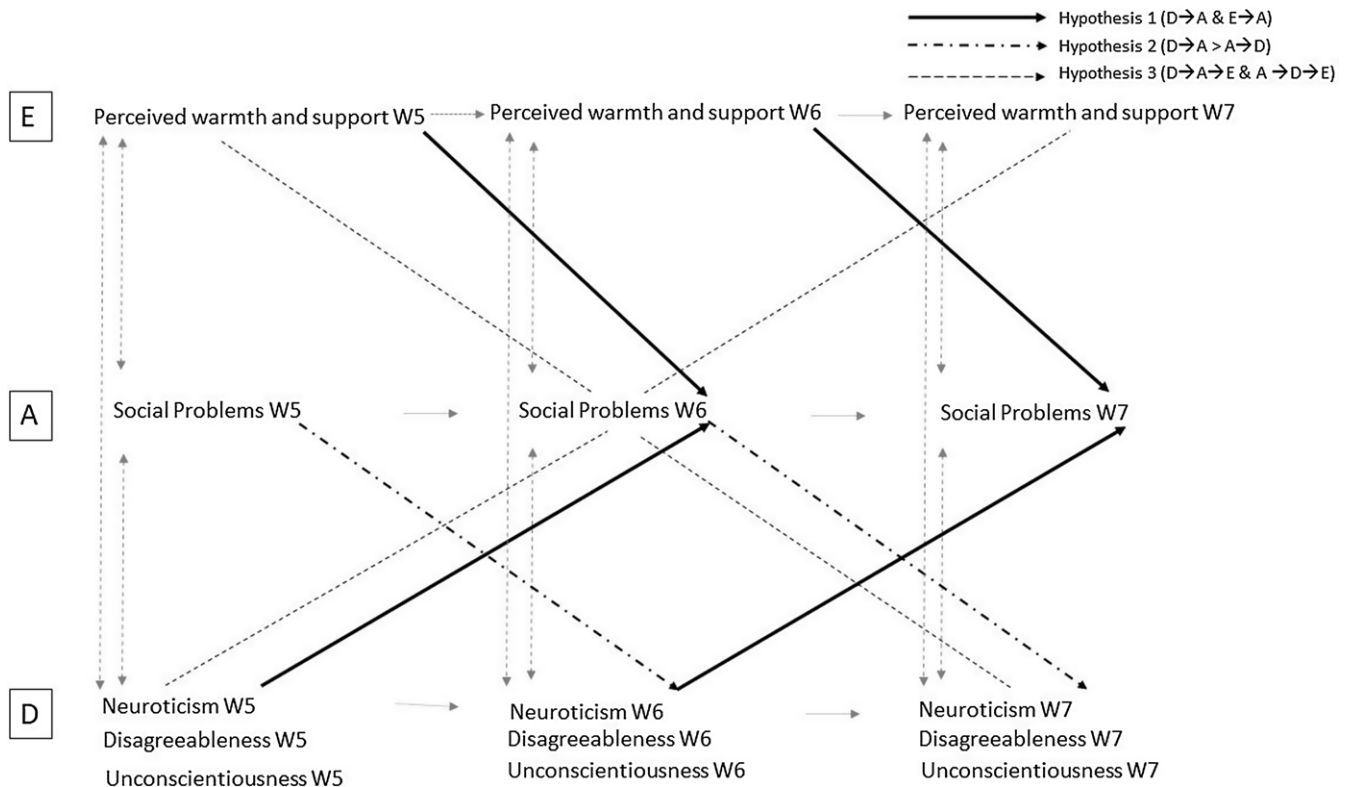 Hypothesis 1 (D→A & E→A)
Hypothesis 2 (D→A > A→D)
Hypothesis 3 (D→A→E & A →D→E)
E
Perceived warmth and support W5
Perceived warmth and support W6
Perceived warmth and support W7
A
Social Problems W5
Social Problems W6
Social Problems W7
D
Neuroticism W5
Disagreeableness W5
Unconscientiousness W5
Neuroticism W6
Disagreeableness W6
Unconscientiousness W6
Neuroticism W7
Disagreeableness W7
Unconscientiousness W7